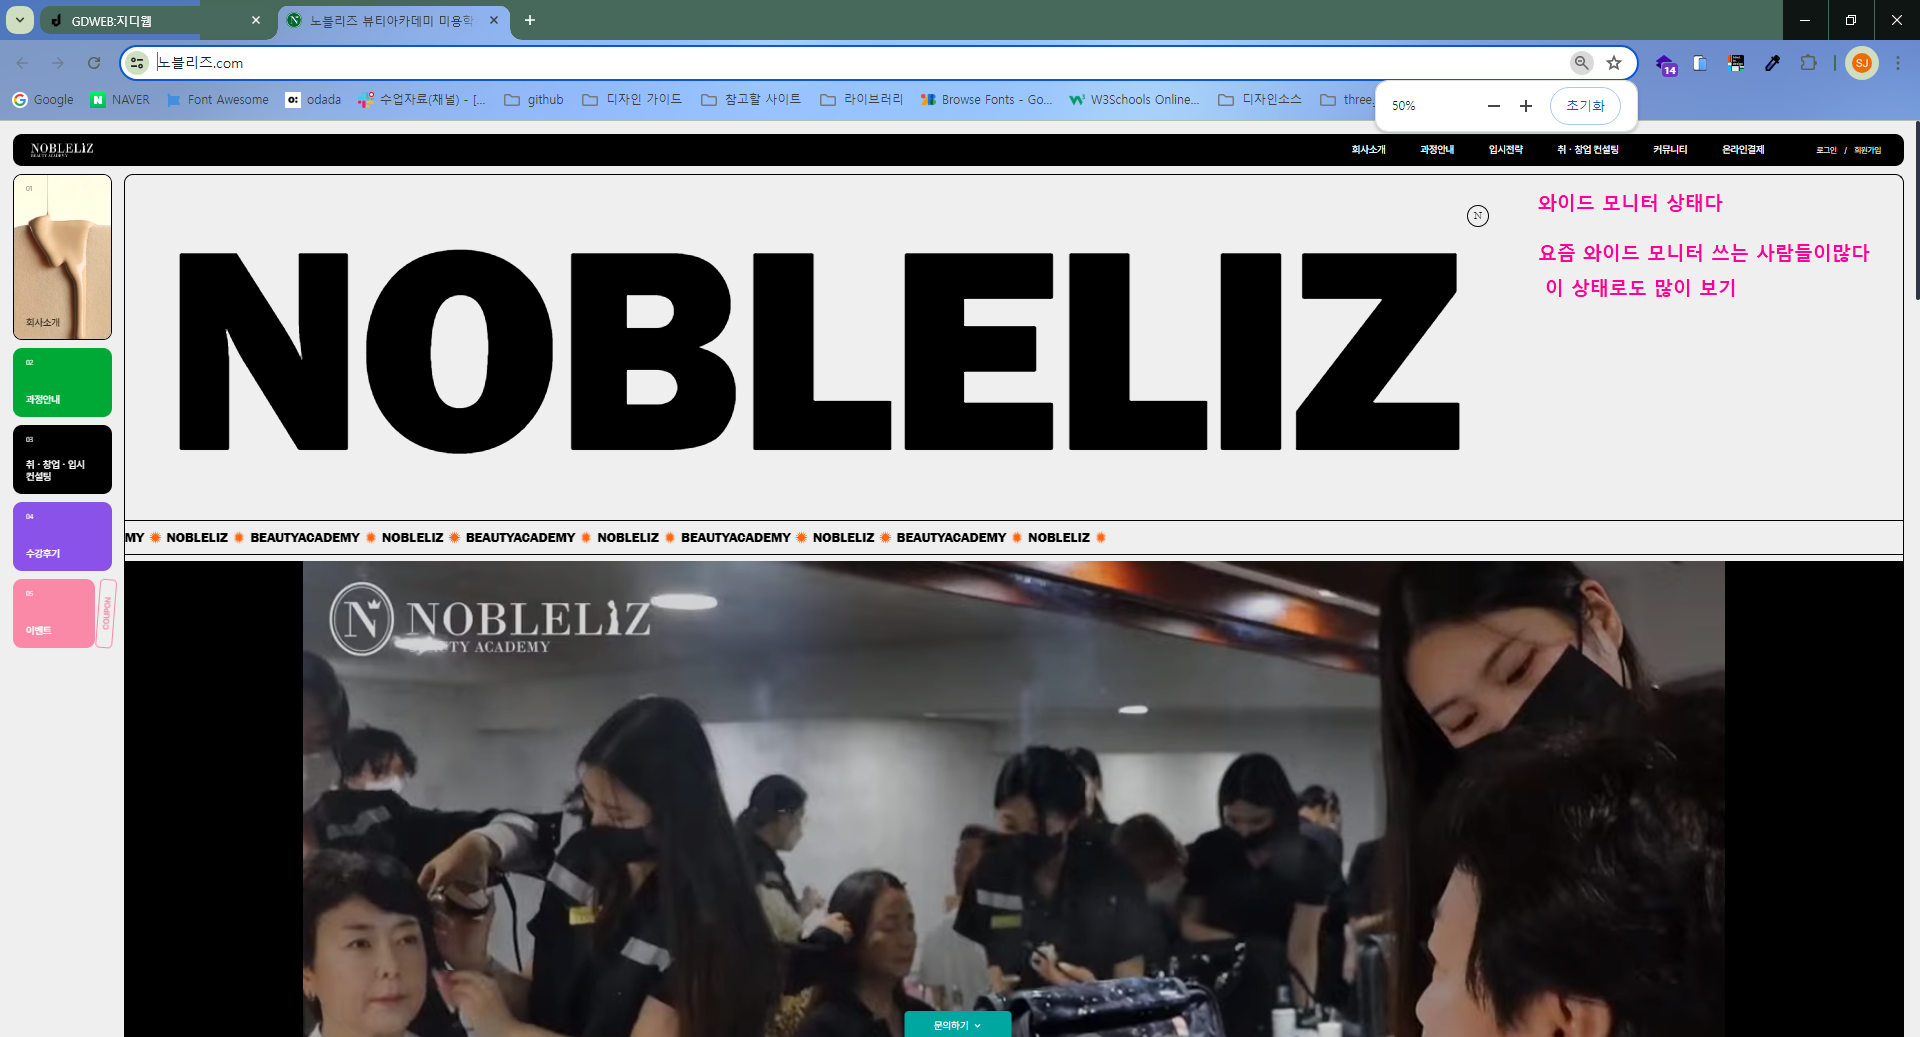 GDWEB:지디웹
노블리즈 뷰티아카데미 미용학
노블리즈.com
14
SJ
Google
NAVER
Font Awesome
odada
수업자료(채널) - [...
github
디자인 가이드
참고할 사이트
라이브러리
Browse Fonts - Go...
W3Schools Online...
디자인소스
three.
50%
초기화
NOBLELIZ
BEAUTY ACADEMY
회사소개
과정안내
입시전략
취 · 창업 컨설팅
커뮤니티
온라인결제
로그인 / 회원가입
01
회사소개
02
과정안내
03
취 · 창업 · 입시
컨설팅
04
수강후기
05
이벤트
COUPON
N
와이드 모니터 상태다
요즘 와이드 모니터 쓰는 사람들이많다
이 상태로도 많이 보기
NOBLELIZ
MY NOBLELIZ BEAUTYACADEMY NOBLELIZ BEAUTYACADEMY NOBLELIZ BEAUTYACADEMY NOBLELIZ BEAUTYACADEMY NOBLELIZ
N NOBLELIZ
BEAUTY ACADEMY
문의하기